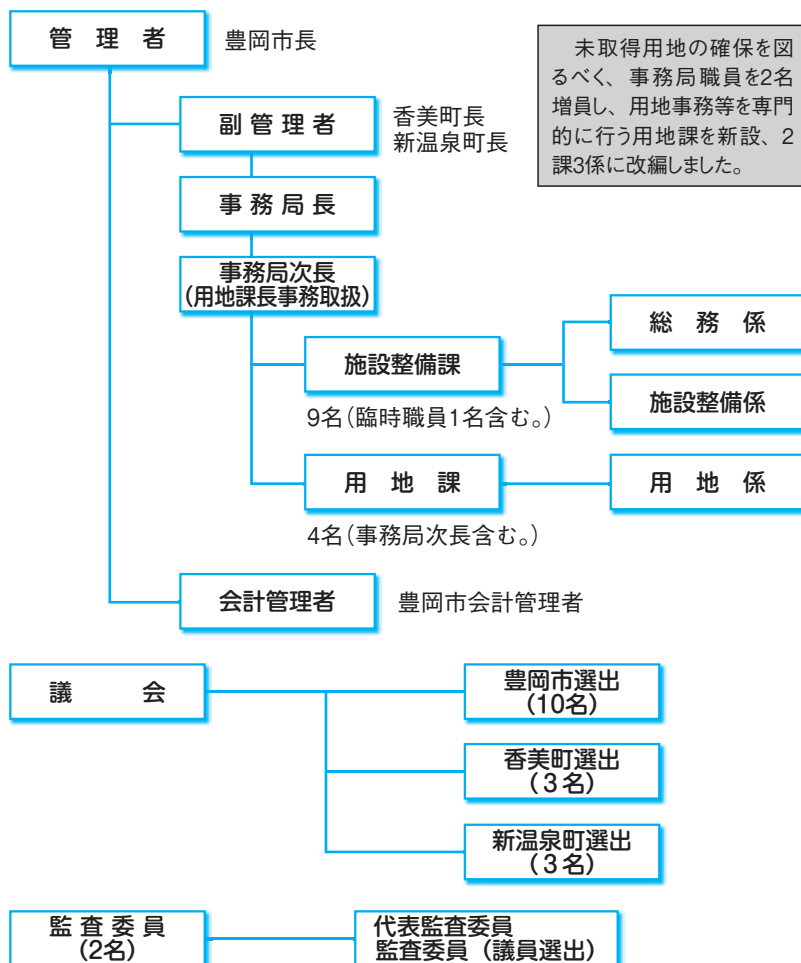 管理者
豊岡市長
未取得用地の確保を図
るべく、事務局職員を2名
増員し、用地事務等を専門
的に行う用地課を新設、2
課3係に改編しました。
副管理者
香美町長
新温泉町長
事務局長
事務局次長
(用地課長事務取扱)
総務係
施設整備課
施設整備係
9名(臨時職員1名含む。)
用地課
用地係
4名(事務局次長含む。)
会計管理者
豊岡市会計管理者
議会
豊岡市選出
(10名)
香美町選出
(3名)
新温泉町選出
(3名)
監査委員
(2名)
代表監査委員
監査委員(議員選出)